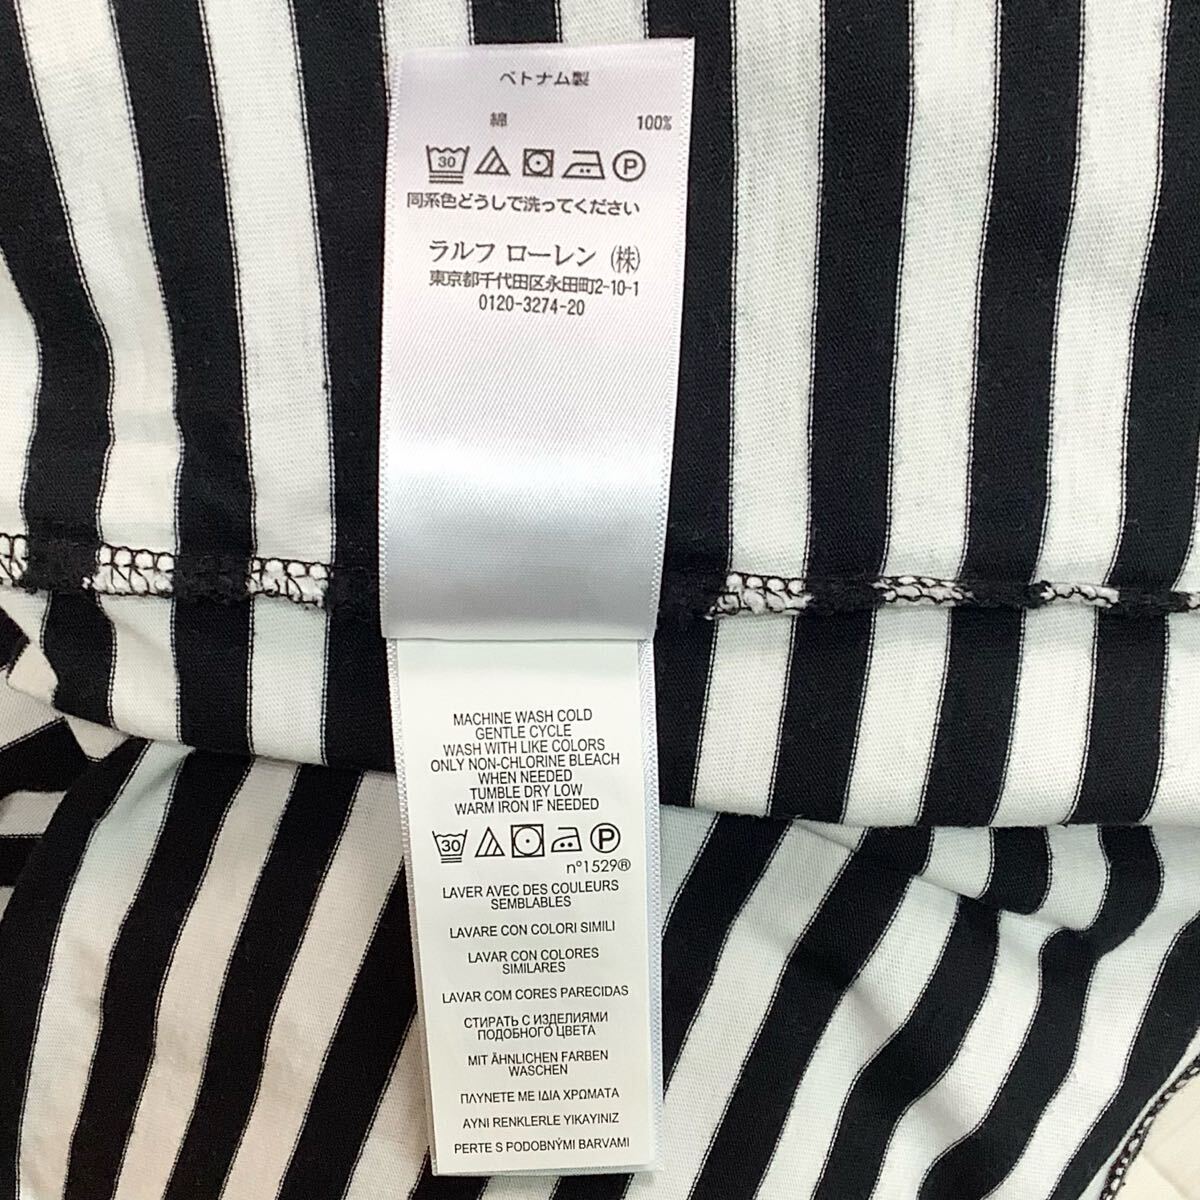 ベトナム製
綿 100%
30 P
同系色どうしで洗ってください
ラルフ ローレン (株)
東京都千代田区永田町2-10-1
0120-3274-20
MACHINE WASH COLD
GENTLE CYCLE
WASH WITH LIKE COLORS
ONLY NON-CHLORINE BLEACH
WHEN NEEDED
TUMBLE DRY LOW
WARM IRON IF NEEDED
30 P
n°1529®
LAVER AVEC DES COULEURS
SEMBLABLES
LAVARE CON COLORI SIMILI
LAVAR CON COLORES
SIMILARES
LAVAR COM CORES PARECIDAS
СТИРАТЬ С ИЗДЕЛИЯМИ
ПОДОБНОГО ЦВЕТА
MIT ÄHNLICHEN FARBEN
WASCHEN
ΠΛΥΝΕΤΕ ΜΕ ΙΔΙΑ ΧΡΩΜΑΤΑ
AYNI RENKLERLE YIKAYINIZ
PERTE S PODOBNÝMI BARVAMI